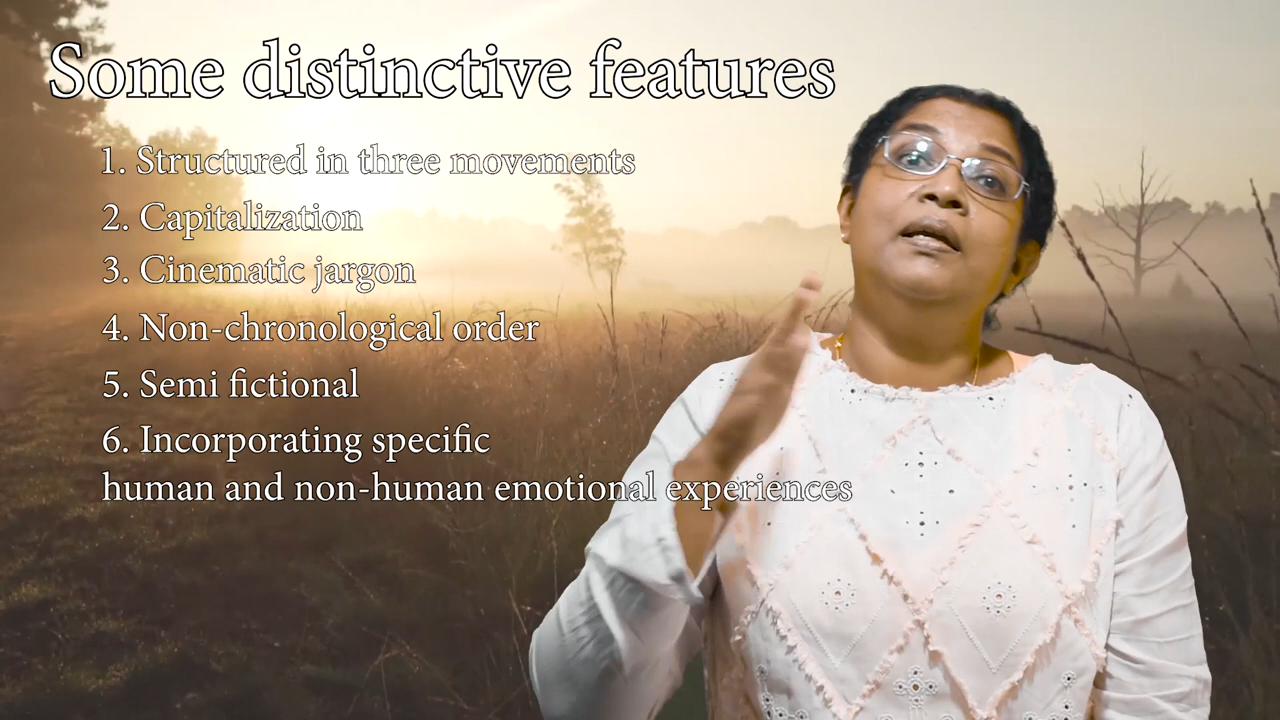 Some distinctive features
1. Structured in three movements
2. Capitalization
3. Cinematic jargon
4. Non-chronological order
5. Semi fictional
6. Incorporating specific
human and non-human emotional experiences